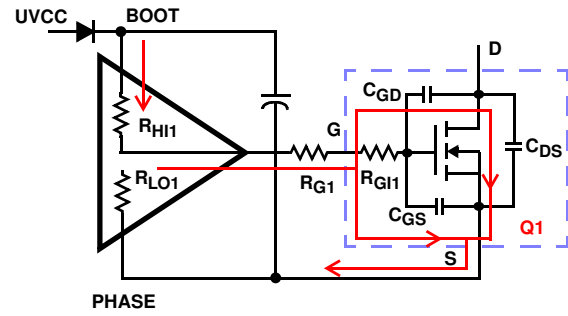 UVCC
BOOT
D
CGD
RHI1
G
CDS
RLO1
RG1
RGI1
CGS
Q1
S
PHASE